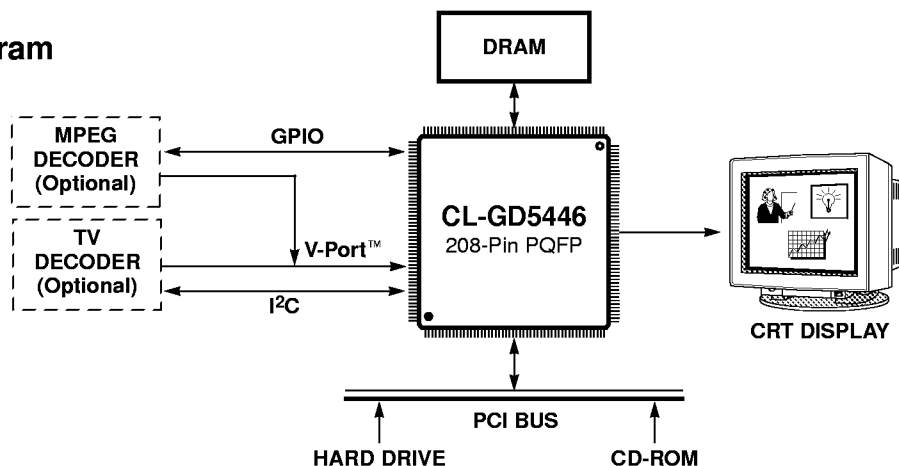 ram
DRAM
MPEG
DECODER
(Optional)
GPIO
TV
DECODER
(Optional)
V-Port™
I²C
CL-GD5446
208-Pin PQFP
CRT DISPLAY
PCI BUS
HARD DRIVE
CD-ROM